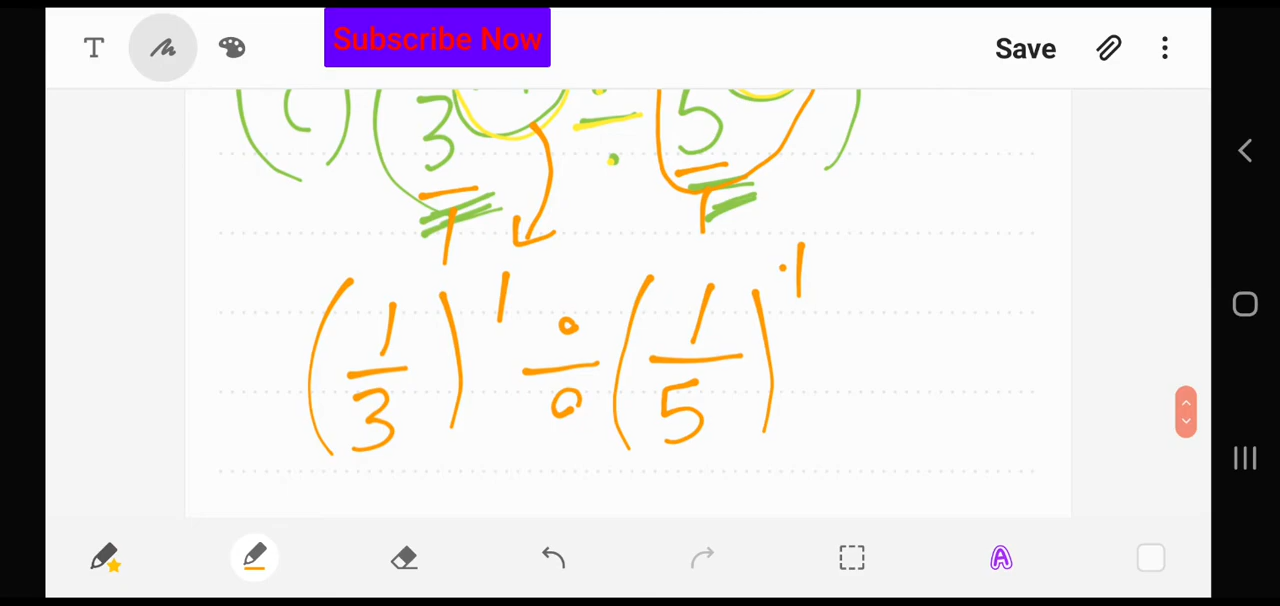 T Subscribe Now Save
( ( ) ( 3 ÷ 5 )
(1/3)^1 ÷ (1/5)^.1
A